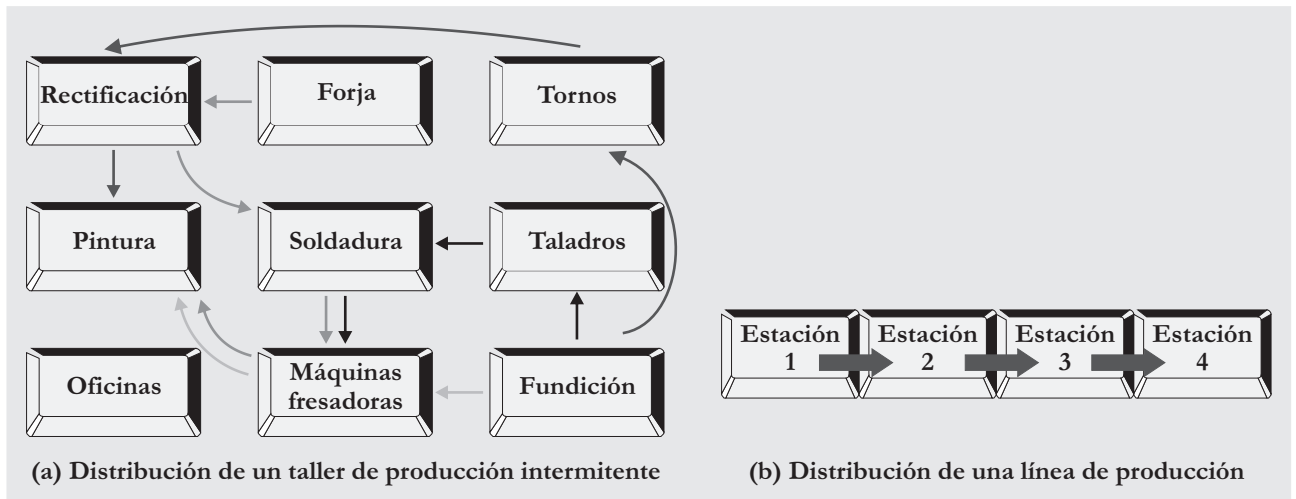 Rectificación
Forja
Tornos
Pintura
Soldadura
Taladros
Oficinas
Máquinas
fresadoras
Fundición
(a) Distribución de un taller de producción intermitente
Estación
1
Estación
2
Estación
3
Estación
4
(b) Distribución de una línea de producción